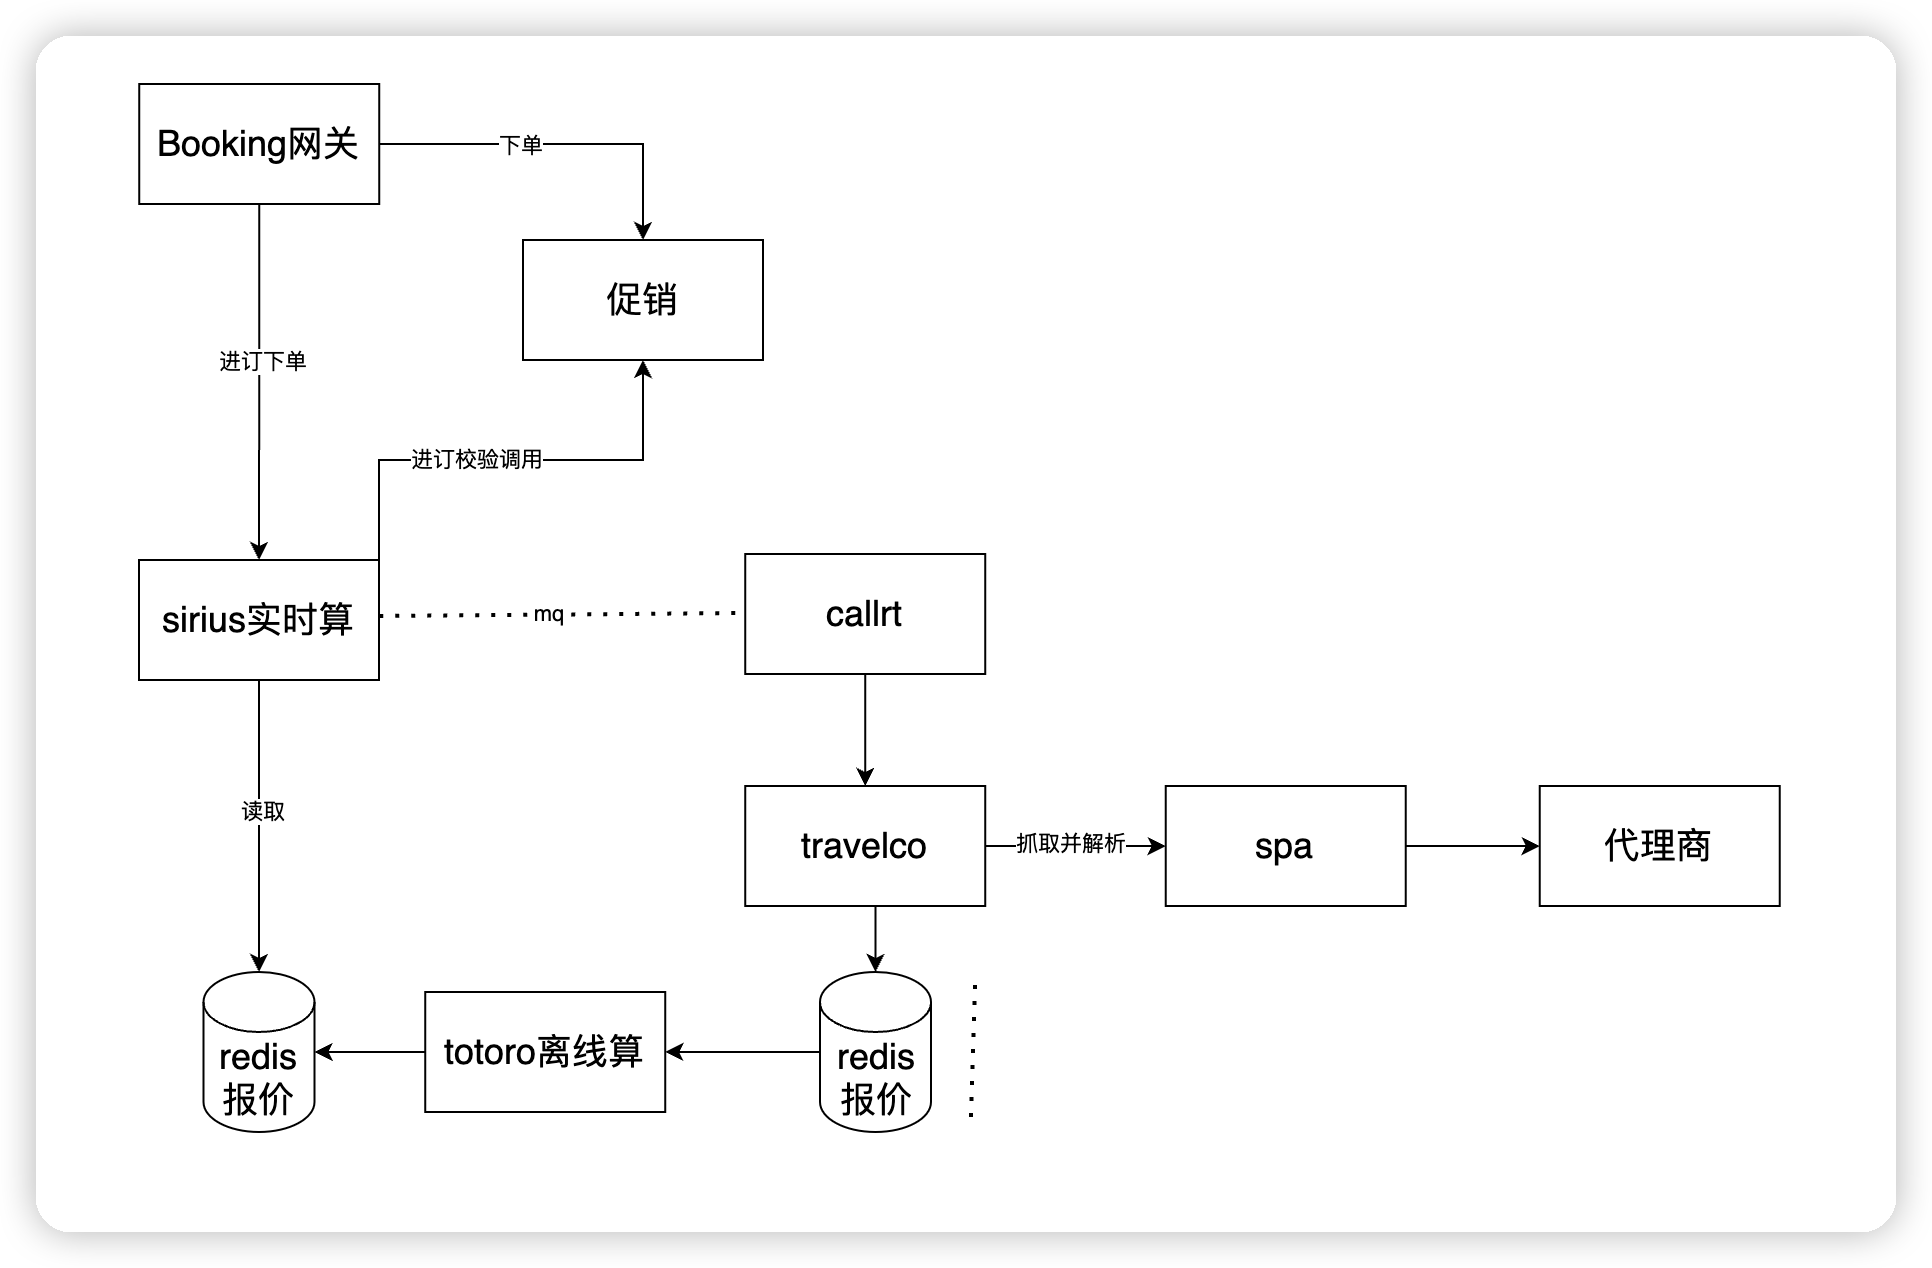 Booking网关
下单
促销
进订下单
进订校验调用
sirius实时算
mq
callrt
读取
travelco
抓取并解析
spa
代理商
redis
报价
totoro离线算
redis
报价